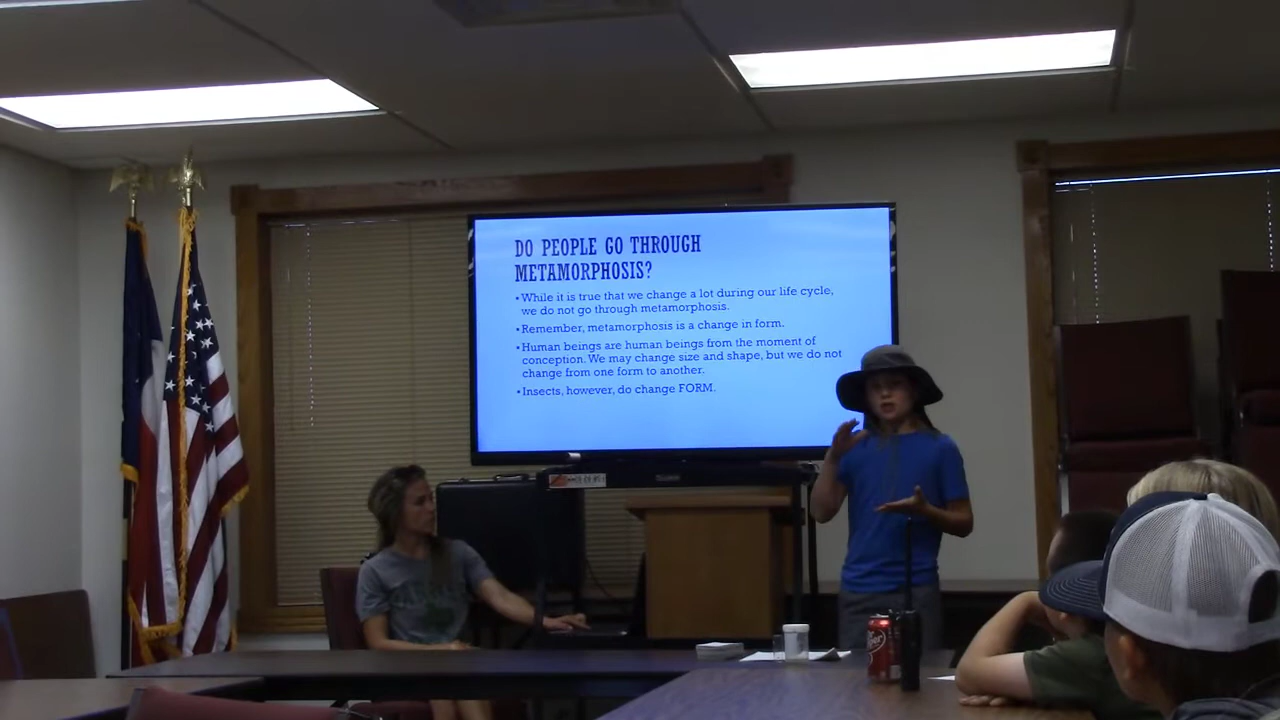 DO PEOPLE GO THROUGH
METAMORPHOSIS?
• While it is true that we change a lot during our life cycle,
we do not go through metamorphosis.
• Remember, metamorphosis is a change in form.
• Human beings are human beings from the moment of
conception. We may change size and shape, but we do not
change from one form to another.
• Insects, however, do change FORM.